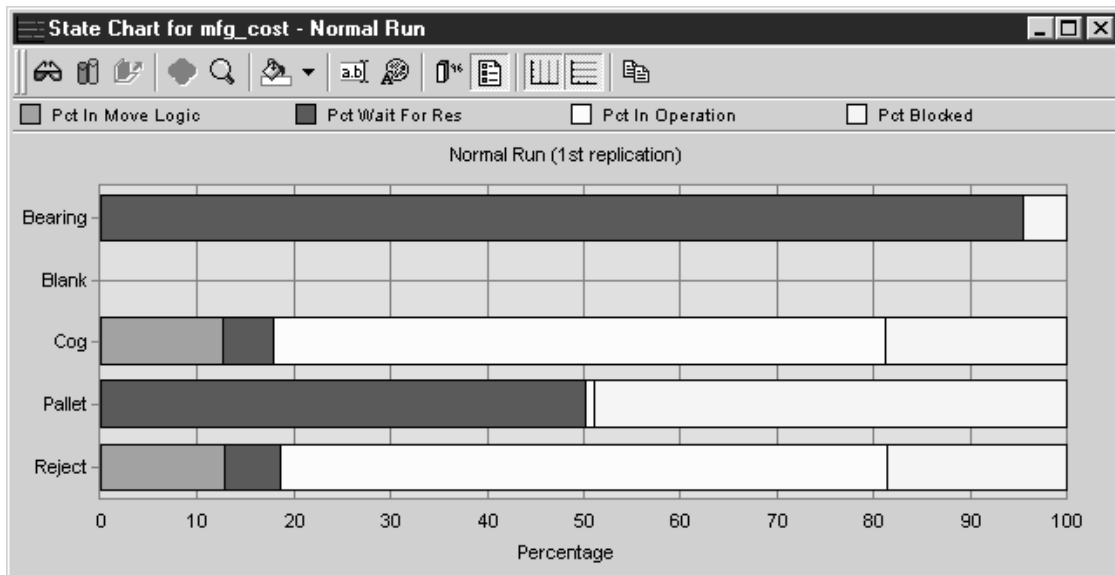 State Chart for mfg_cost - Normal Run
a.b
%
Pct In Move Logic Pct Wait For Res Pct In Operation Pct Blocked
Normal Run (1st replication)
Bearing
Blank
Cog
Pallet
Reject
0 10 20 30 40 50 60 70 80 90 100
Percentage